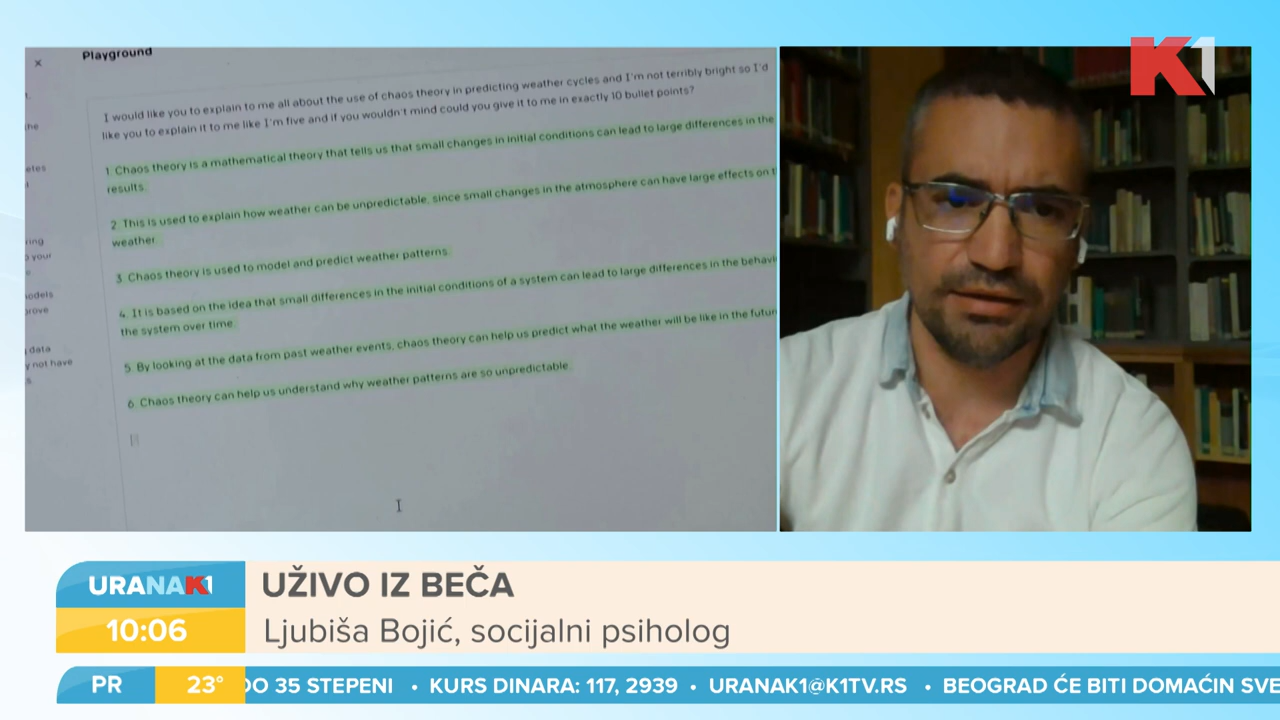 K1
×
Playground
I would like you to explain to me all about the use of chaos theory in predicting weather cycles and I'm not terribly bright so I'd
like you to explain it to me like I'm five and if you wouldn't mind could you give it to me in exactly 10 bullet points?
1. Chaos theory is a mathematical theory that tells us that small changes in initial conditions can lead to large differences in the
results.
2. This is used to explain how weather can be unpredictable, since small changes in the atmosphere can have large effects on
weather.
3. Chaos theory is used to model and predict weather patterns.
4. It is based on the idea that small differences in the initial conditions of a system can lead to large differences in the behavi
the system over time.
5. By looking at the data from past weather events, chaos theory can help us predict what the weather will be like in the futur
6. Chaos theory can help us understand why weather patterns are so unpredictable.
your
odels
data
not have
URANAK1
UŽIVO IZ BEČA
10:06
Ljubiša Bojić, socijalni psiholog
PR 23° DO 35 STEPENI • KURS DINARA: 117, 2939 • URANAK1@K1TV.RS • BEOGRAD ĆE BITI DOMAĆIN SVE